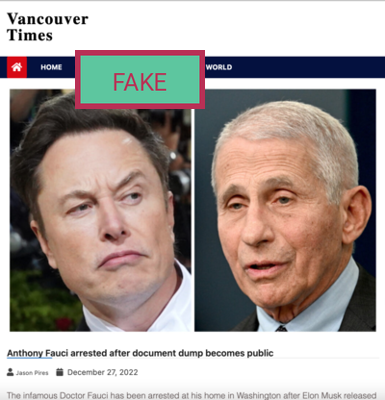 Vancouver
Times
HOME
WORLD
FAKE
Anthony Fauci arrested after document dump becomes public
Jason Pires December 27, 2022
The infamous Doctor Fauci has been arrested at his home in Washington after Elon Musk released